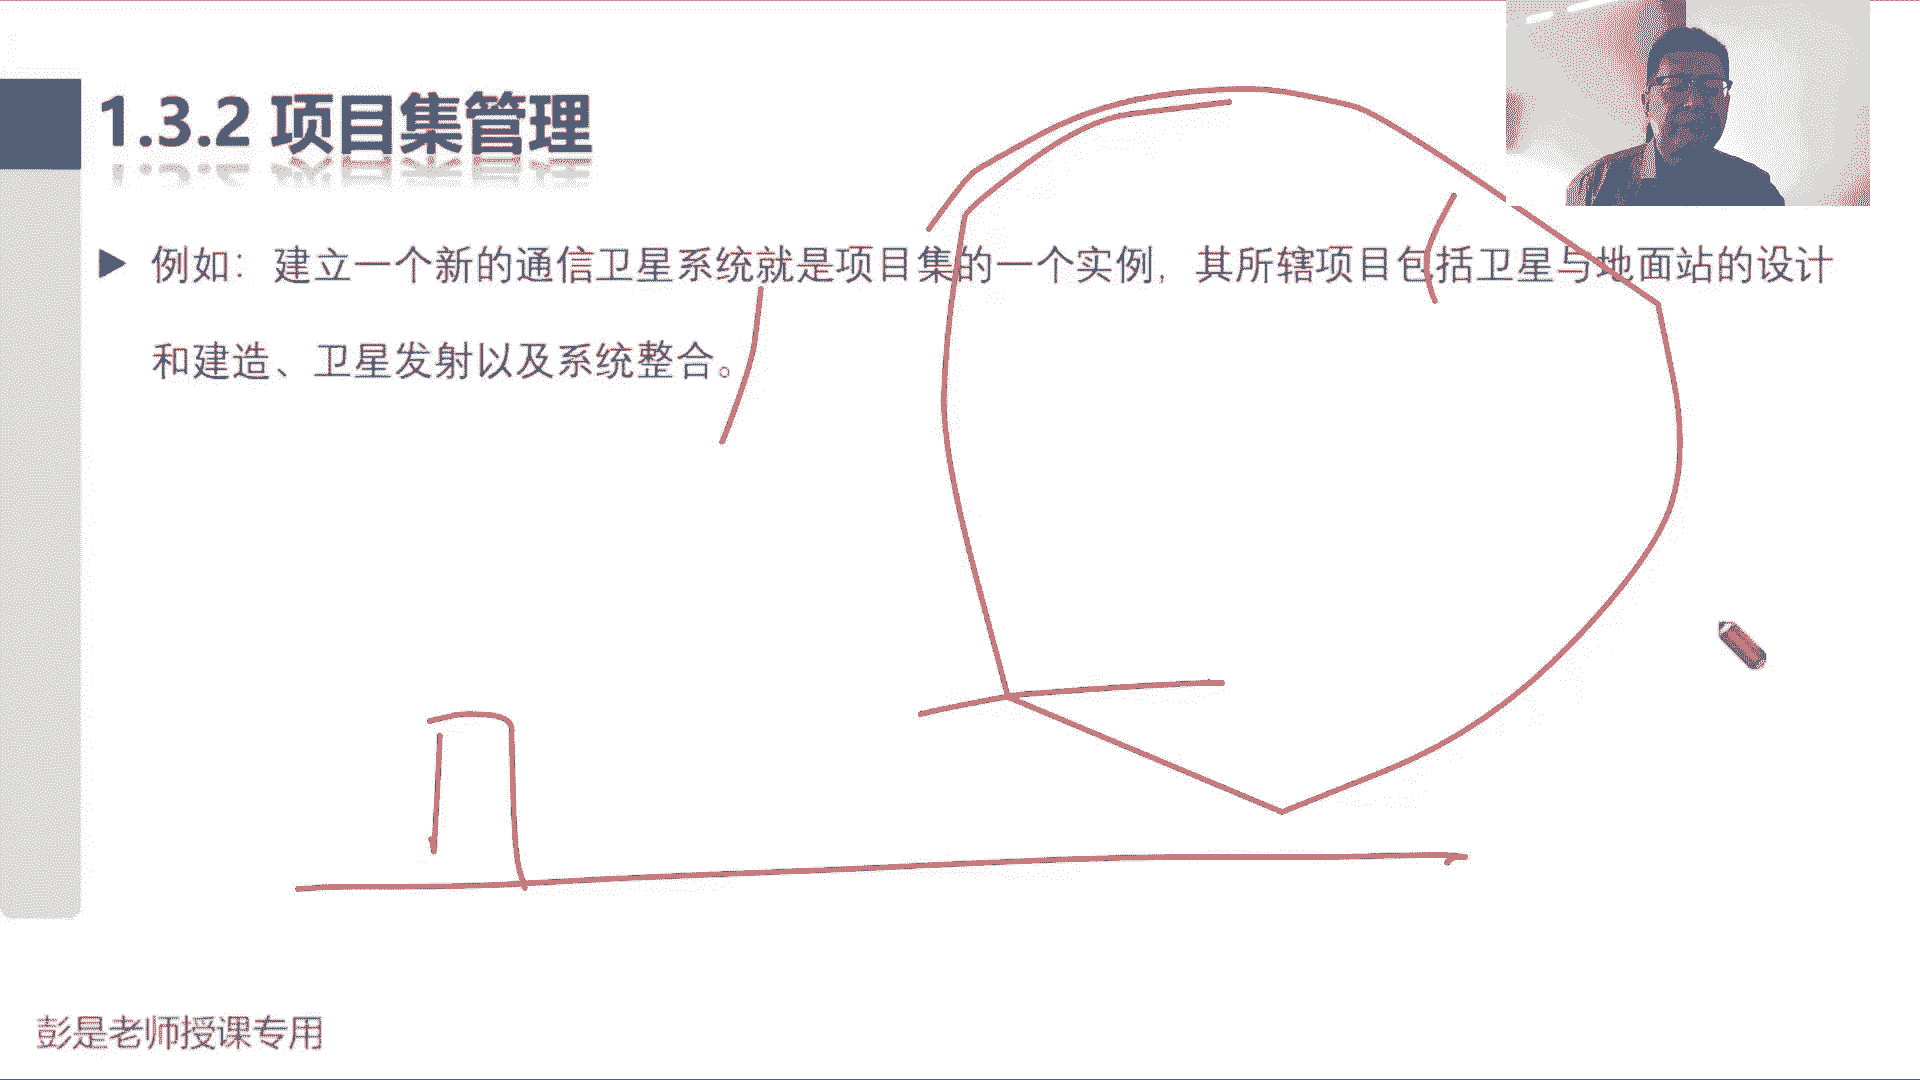 1.3.2 项目集管理
例如：建立一个新的通信卫星系统就是项目集的一个实例，其所辖项目包括卫星与地面站的设计
和建造、卫星发射以及系统整合。
彭是老师授课专用